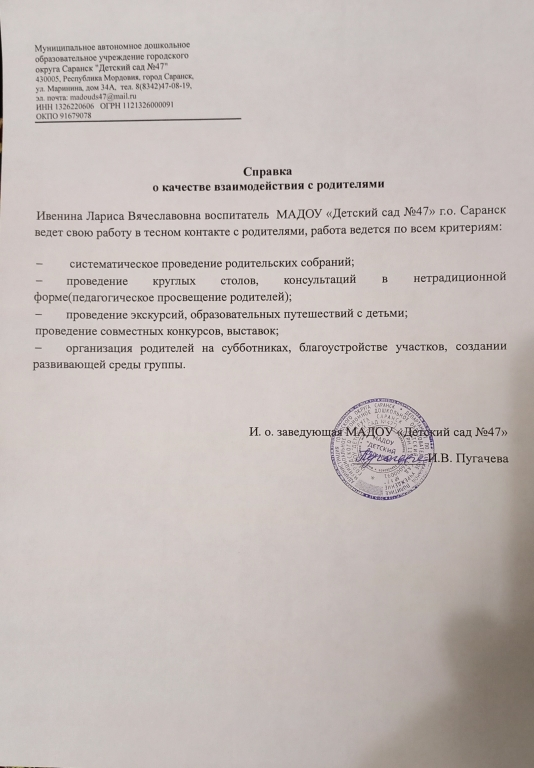 Муниципальное автономное дошкольное
образовательное учреждение городского
округа Саранск "Детский сад №47"
430005, Республика Мордовия, город Саранск,
ул. Маринина, дом 34А, тел. 8(8342)47-08-19,
эл. почта: madouds47@mail.ru
ИНН 1326220606 ОГРН 1121326000091
ОКПО 91679078
Справка
о качестве взаимодействия с родителями
Ивенина Лариса Вячеславовна воспитатель МАДОУ «Детский сад №47» г.о. Саранск
ведет свою работу в тесном контакте с родителями, работа ведется по всем критериям:
– систематическое проведение родительских собраний;
– проведение круглых столов, консультаций в нетрадиционной
форме(педагогическое просвещение родителей);
– проведение экскурсий, образовательных путешествий с детьми;
проведение совместных конкурсов, выставок;
– организация родителей на субботниках, благоустройстве участков, создании
развивающей среды группы.
И. о. заведующая МАДОУ «Детский сад №47»
И.В. Пугачева
МАДОУ
"ДЕТСКИЙ